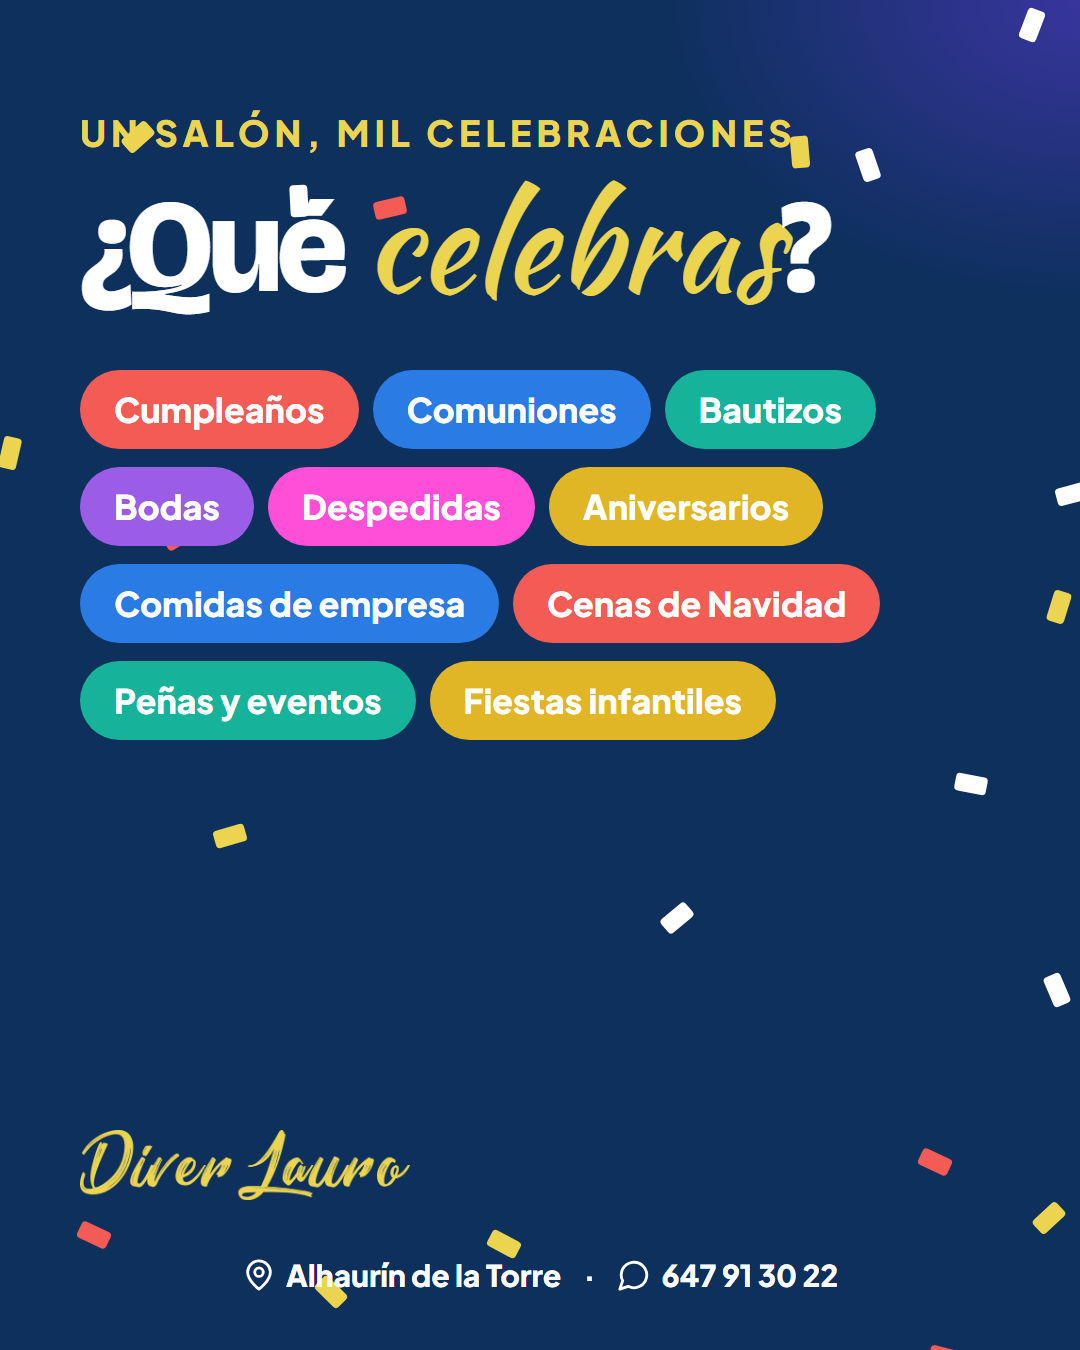 UN SALÓN, MIL CELEBRACIONES
¿Qué celebras?
Cumpleaños Comuniones Bautizos
Bodas Despedidas Aniversarios
Comidas de empresa Cenas de Navidad
Peñas y eventos Fiestas infantiles
Diver Lauro
Alhaurín de la Torre · 647 91 30 22